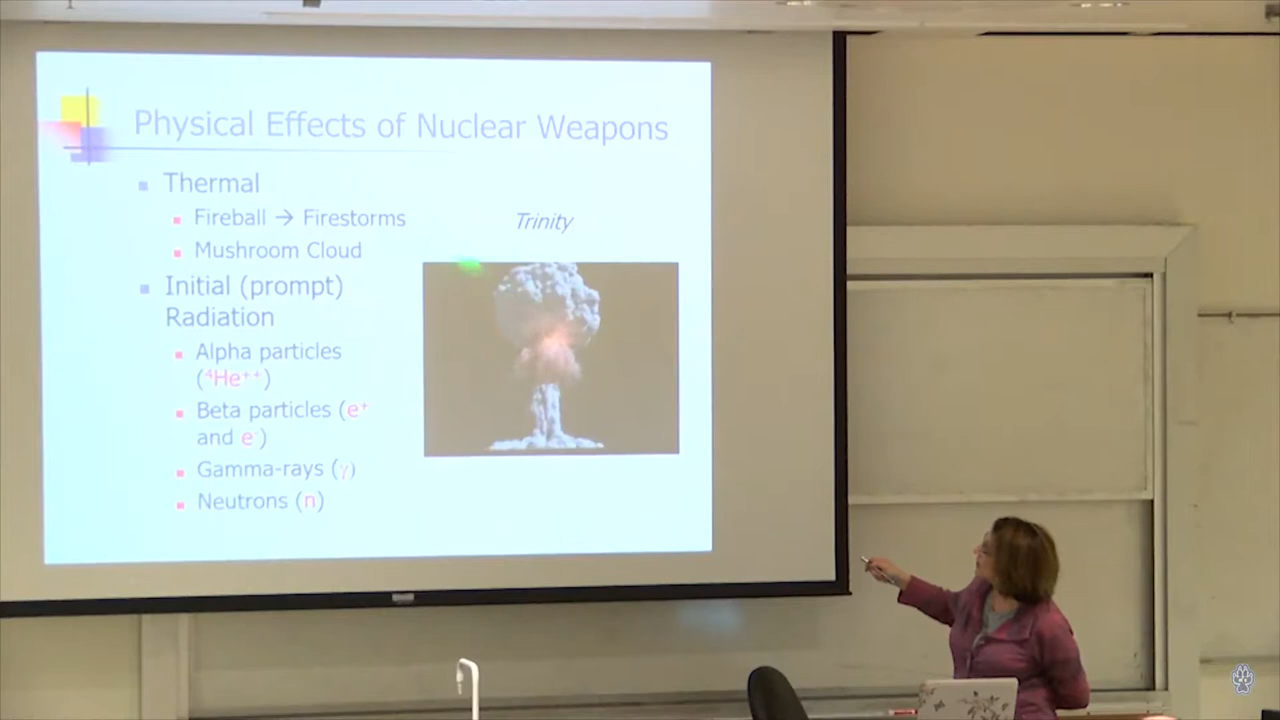 Physical Effects of Nuclear Weapons
Thermal
Fireball → Firestorms
Mushroom Cloud
Initial (prompt)
Radiation
Alpha particles
(⁴He⁺⁺)
Beta particles (e⁺
and e⁻)
Gamma-rays (γ)
Neutrons (n)
Trinity